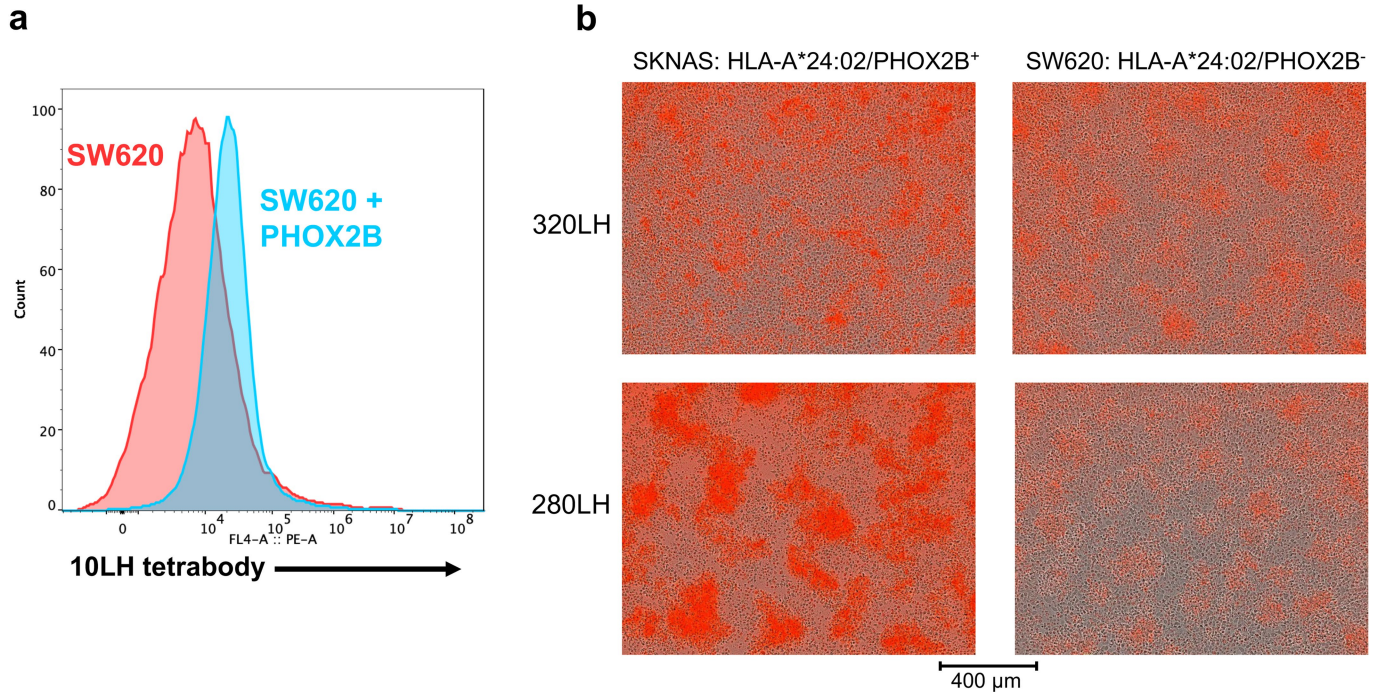 a
100
80
60
40
20
0
Count
SW620
SW620 +
PHOX2B
0 10⁴ 10⁵ 10⁶ 10⁷ 10⁸
FL4-A :: PE-A
10LH tetrabody
b
SKNAS: HLA-A*24:02/PHOX2B⁺
SW620: HLA-A*24:02/PHOX2B⁻
320LH
280LH
400 µm